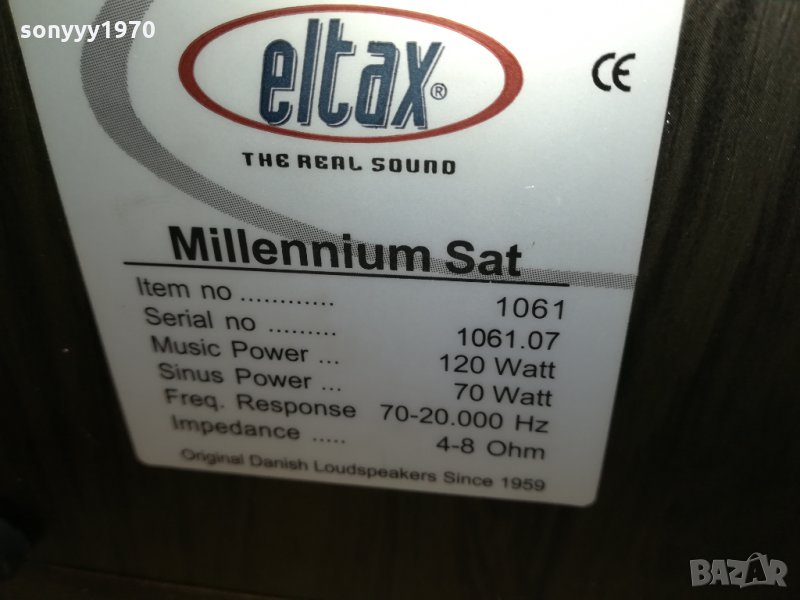 sonyyy1970
eltax®
CE
THE REAL SOUND
Millennium Sat
Item no ............ 1061
Serial no ......... 1061.07
Music Power ... 120 Watt
Sinus Power ... 70 Watt
Freq. Response 70-20.000 Hz
Impedance ..... 4-8 Ohm
Original Danish Loudspeakers Since 1959
BAZAR